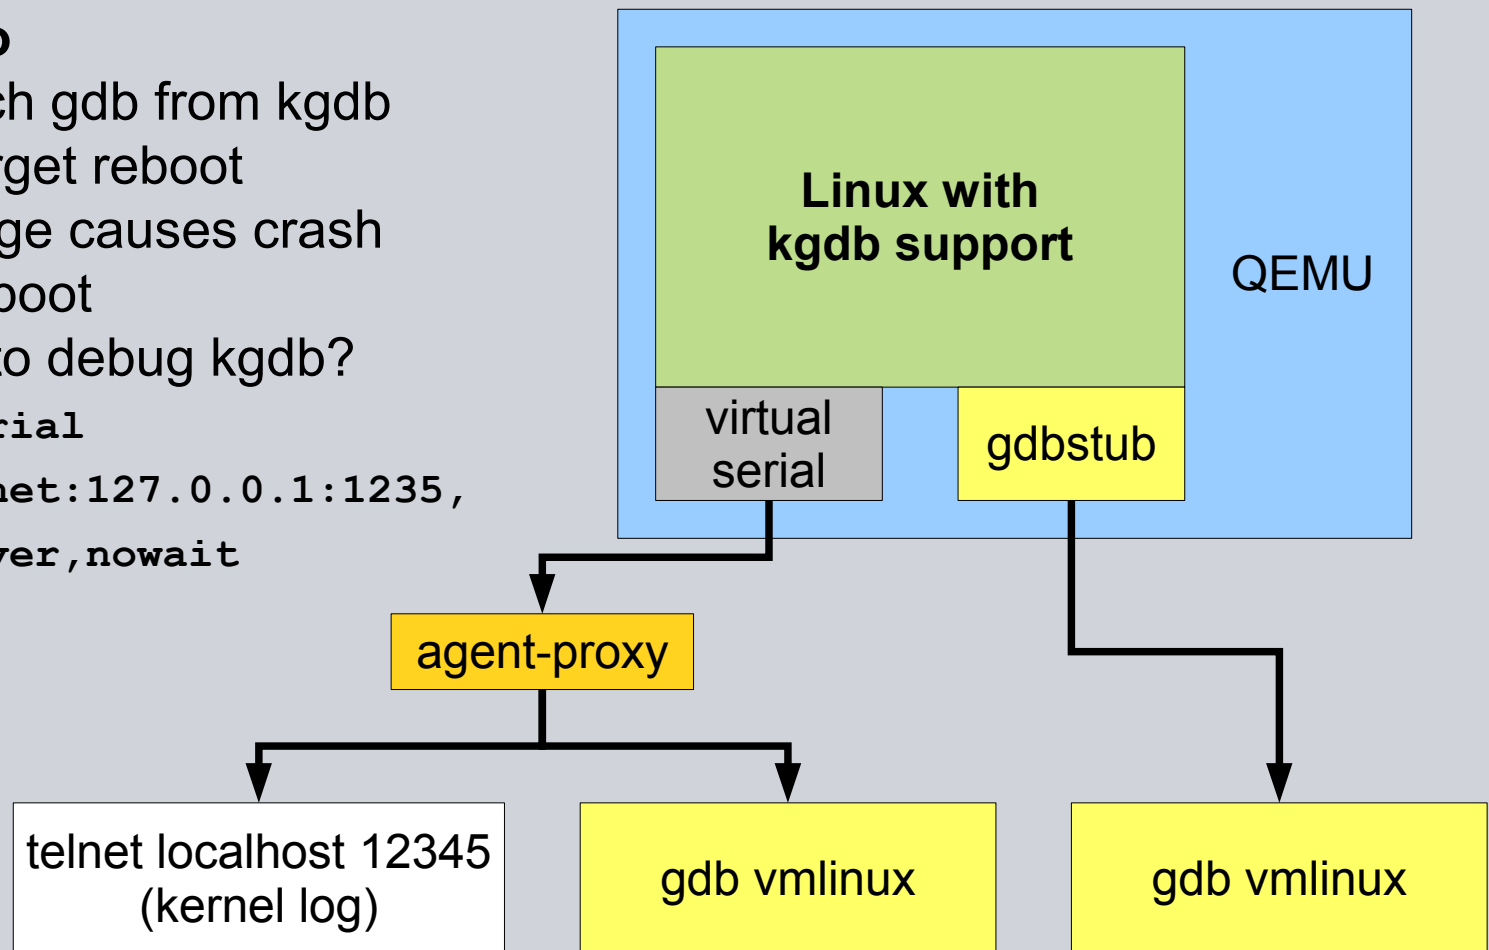 ch gdb from kgdb
rget reboot
ge causes crash
boot
to debug kgdb?
rial
net:127.0.0.1:1235,
ver,nowait
Linux with
kgdb support
QEMU
virtual
serial
gdbstub
agent-proxy
telnet localhost 12345
(kernel log)
gdb vmlinux
gdb vmlinux